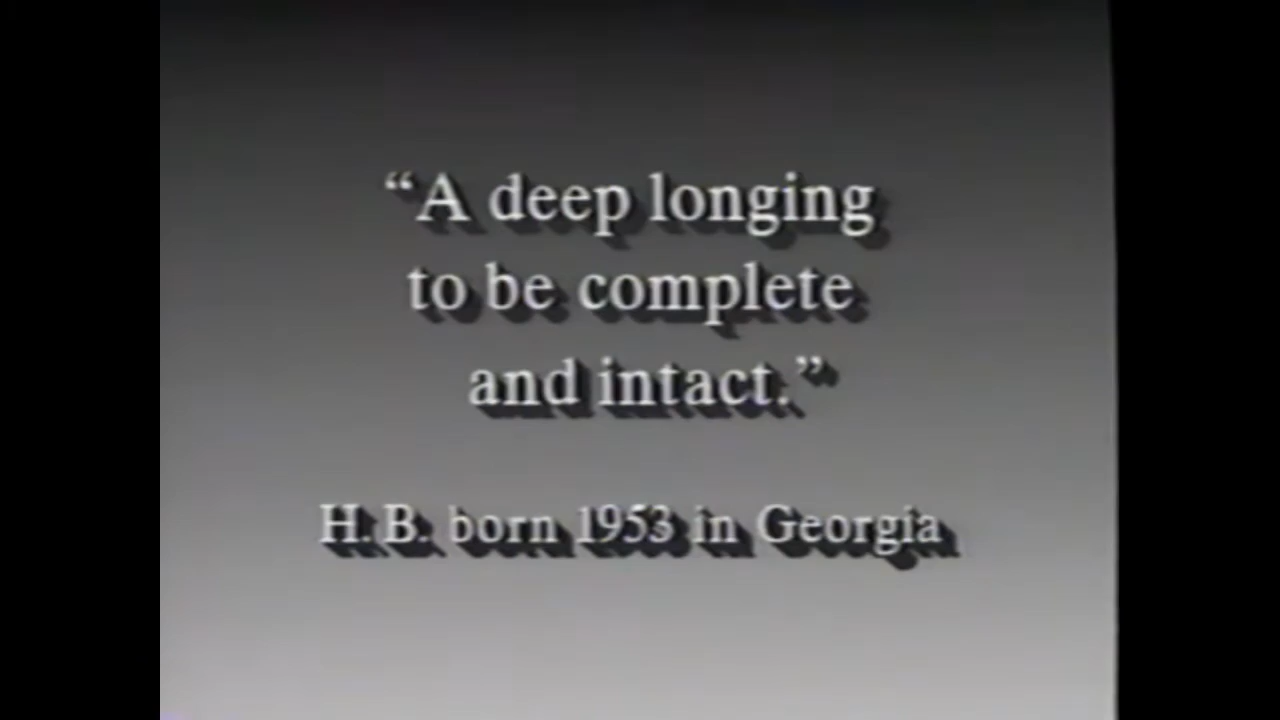 “A deep longing
to be complete
and intact.”
H. B. born 1953 in Georgia